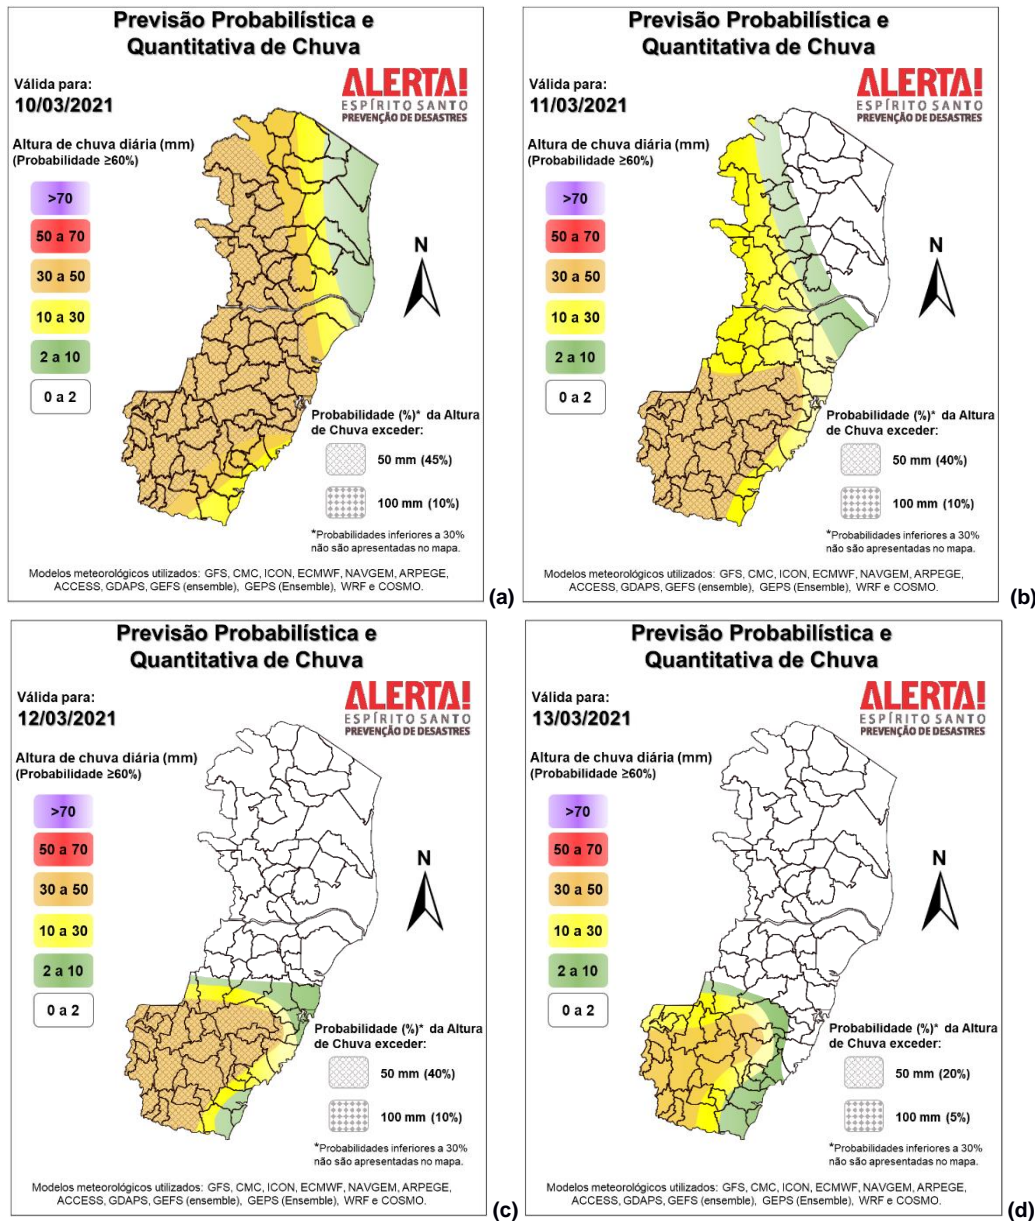 Previsão Probabilística e
Quantitativa de Chuva
Válida para:
10/03/2021
ALERTA!
ESPÍRITO SANTO
PREVENÇÃO DE DESASTRES
Altura de chuva diária (mm)
(Probabilidade ≥60%)
>70
50 a 70
30 a 50
10 a 30
2 a 10
0 a 2
N
Probabilidade (%)* da Altura
de Chuva exceder:
50 mm (45%)
100 mm (10%)
*Probabilidades inferiores a 30%
não são apresentadas no mapa.
Modelos meteorológicos utilizados: GFS, CMC, ICON, ECMWF, NAVGEM, ARPEGE,
ACCESS, GDAPS, GEFS (ensemble), GEPS (Ensemble), WRF e COSMO.
(a)
Previsão Probabilística e
Quantitativa de Chuva
Válida para:
11/03/2021
ALERTA!
ESPÍRITO SANTO
PREVENÇÃO DE DESASTRES
Altura de chuva diária (mm)
(Probabilidade ≥60%)
>70
50 a 70
30 a 50
10 a 30
2 a 10
0 a 2
N
Probabilidade (%)* da Altura
de Chuva exceder:
50 mm (40%)
100 mm (10%)
*Probabilidades inferiores a 30%
não são apresentadas no mapa.
Modelos meteorológicos utilizados: GFS, CMC, ICON, ECMWF, NAVGEM, ARPEGE,
ACCESS, GDAPS, GEFS (ensemble), GEPS (Ensemble), WRF e COSMO.
(b)
Previsão Probabilística e
Quantitativa de Chuva
Válida para:
12/03/2021
ALERTA!
ESPÍRITO SANTO
PREVENÇÃO DE DESASTRES
Altura de chuva diária (mm)
(Probabilidade ≥60%)
>70
50 a 70
30 a 50
10 a 30
2 a 10
0 a 2
N
Probabilidade (%)* da Altura
de Chuva exceder:
50 mm (40%)
100 mm (10%)
*Probabilidades inferiores a 30%
não são apresentadas no mapa.
Modelos meteorológicos utilizados: GFS, CMC, ICON, ECMWF, NAVGEM, ARPEGE,
ACCESS, GDAPS, GEFS (ensemble), GEPS (Ensemble), WRF e COSMO.
(c)
Previsão Probabilística e
Quantitativa de Chuva
Válida para:
13/03/2021
ALERTA!
ESPÍRITO SANTO
PREVENÇÃO DE DESASTRES
Altura de chuva diária (mm)
(Probabilidade ≥60%)
>70
50 a 70
30 a 50
10 a 30
2 a 10
0 a 2
N
Probabilidade (%)* da Altura
de Chuva exceder:
50 mm (20%)
100 mm (5%)
*Probabilidades inferiores a 30%
não são apresentadas no mapa.
Modelos meteorológicos utilizados: GFS, CMC, ICON, ECMWF, NAVGEM, ARPEGE,
ACCESS, GDAPS, GEFS (ensemble), GEPS (Ensemble), WRF e COSMO.
(d)